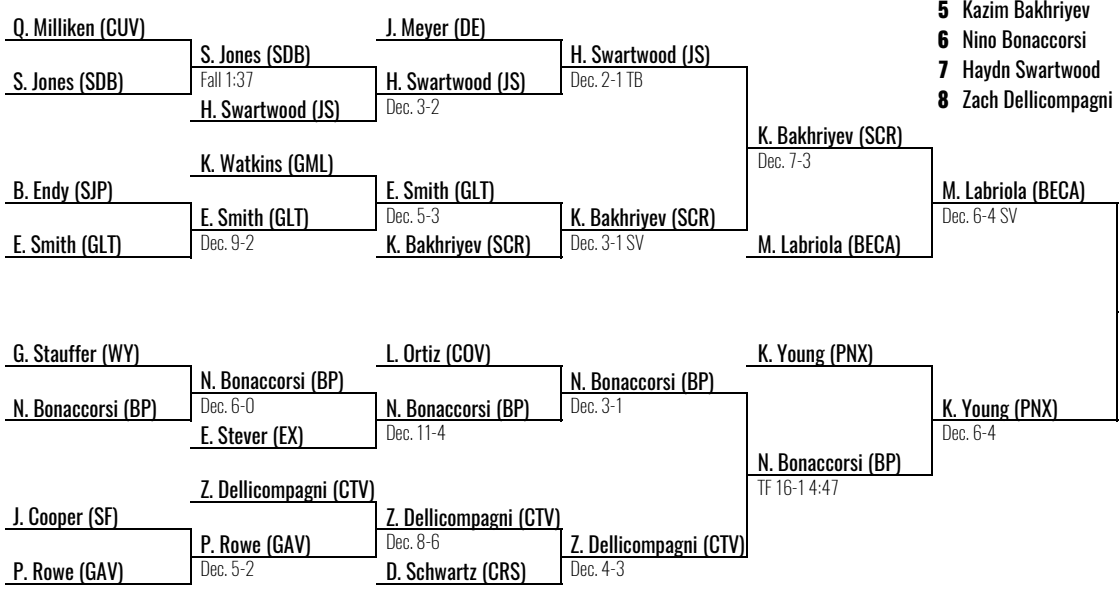 5 Kazim Bakhriyev
6 Nino Bonaccorsi
7 Haydn Swartwood
8 Zach Dellicompagni
Q. Milliken (CUV)
S. Jones (SDB)
S. Jones (SDB)
Fall 1:37
H. Swartwood (JS)
J. Meyer (DE)
H. Swartwood (JS)
Dec. 3-2
H. Swartwood (JS)
Dec. 2-1 TB
B. Endy (SJP)
E. Smith (GLT)
K. Watkins (GML)
E. Smith (GLT)
Dec. 9-2
E. Smith (GLT)
Dec. 5-3
K. Bakhriyev (SCR)
K. Bakhriyev (SCR)
Dec. 3-1 SV
K. Bakhriyev (SCR)
Dec. 7-3
M. Labriola (BECA)
M. Labriola (BECA)
Dec. 6-4 SV
G. Stauffer (WY)
N. Bonaccorsi (BP)
N. Bonaccorsi (BP)
Dec. 6-0
E. Stever (EX)
L. Ortiz (COV)
N. Bonaccorsi (BP)
Dec. 11-4
N. Bonaccorsi (BP)
Dec. 3-1
J. Cooper (SF)
P. Rowe (GAV)
Z. Dellicompagni (CTV)
P. Rowe (GAV)
Dec. 5-2
Z. Dellicompagni (CTV)
Dec. 8-6
D. Schwartz (CRS)
Z. Dellicompagni (CTV)
Dec. 4-3
K. Young (PNX)
N. Bonaccorsi (BP)
TF 16-1 4:47
K. Young (PNX)
Dec. 6-4